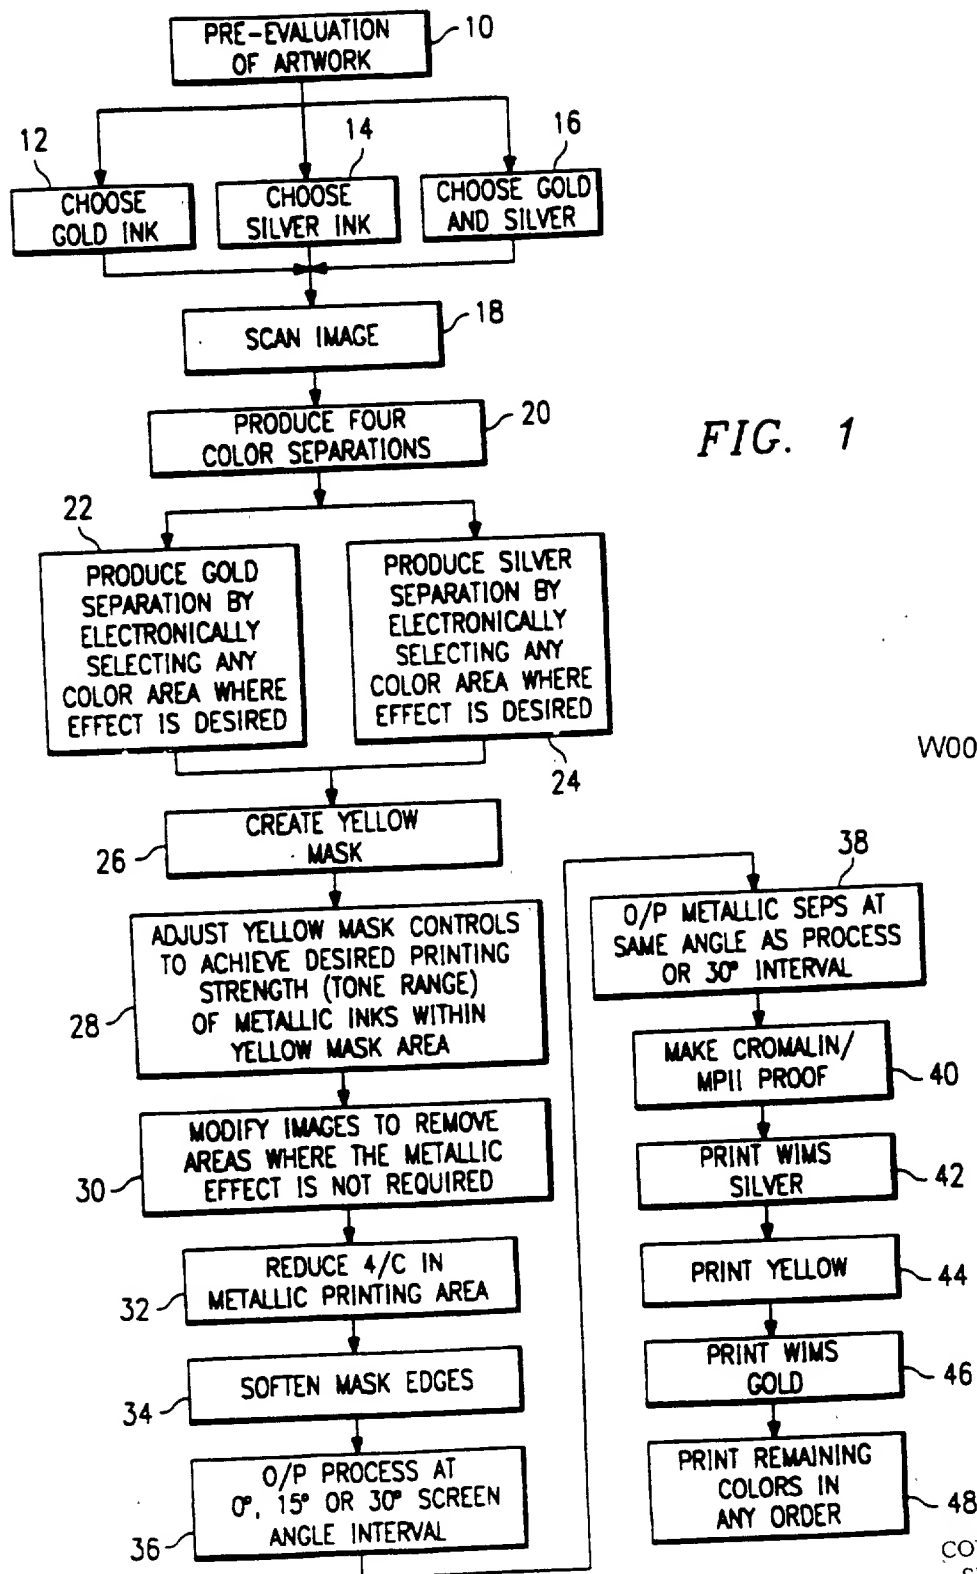 PRE-EVALUATION
OF ARTWORK
10
12
14
16
CHOOSE
GOLD INK
CHOOSE
SILVER INK
CHOOSE GOLD
AND SILVER
SCAN IMAGE
18
PRODUCE FOUR
COLOR SEPARATIONS
20
FIG. 1
22
PRODUCE GOLD
SEPARATION BY
ELECTRONICALLY
SELECTING ANY
COLOR AREA WHERE
EFFECT IS DESIRED
PRODUCE SILVER
SEPARATION BY
ELECTRONICALLY
SELECTING ANY
COLOR AREA WHERE
EFFECT IS DESIRED
24
CREATE YELLOW
MASK
26
ADJUST YELLOW MASK CONTROLS
TO ACHIEVE DESIRED PRINTING
STRENGTH (TONE RANGE)
OF METALLIC INKS WITHIN
YELLOW MASK AREA
28
MODIFY IMAGES TO REMOVE
AREAS WHERE THE METALLIC
EFFECT IS NOT REQUIRED
30
REDUCE 4/C IN
METALLIC PRINTING AREA
32
SOFTEN MASK EDGES
34
O/P PROCESS AT
0°, 15° OR 30° SCREEN
ANGLE INTERVAL
36
W00
38
O/P METALLIC SEPS AT
SAME ANGLE AS PROCESS
OR 30° INTERVAL
MAKE CROMALIN/
MPII PROOF
40
PRINT WIMS
SILVER
42
PRINT YELLOW
44
PRINT WIMS
GOLD
46
PRINT REMAINING
COLORS IN
ANY ORDER
48